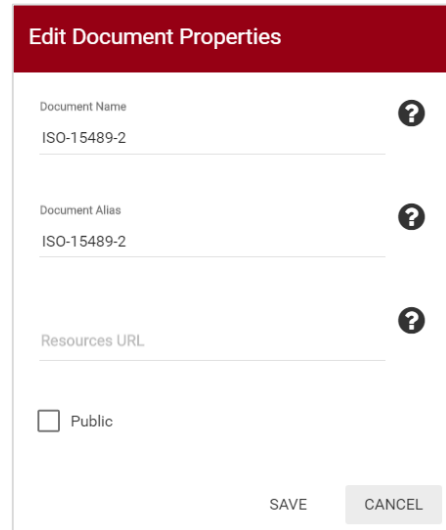 Edit Document Properties
Document Name
ISO-15489-2
Document Alias
ISO-15489-2
Resources URL
Public
SAVE CANCEL